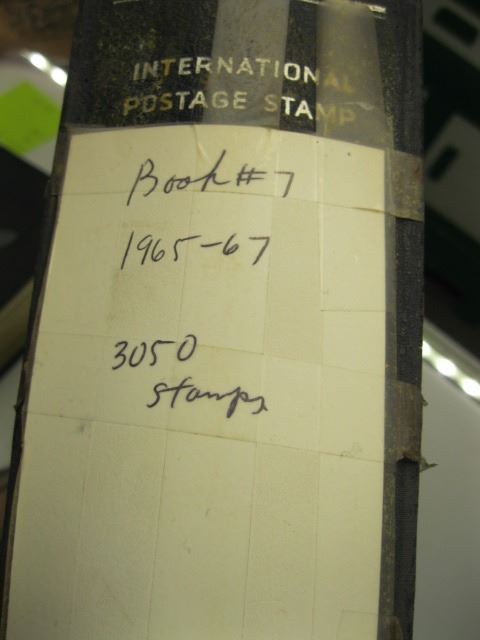 INTERNATIONAL
POSTAGE STAMP
Book #7
1965-67
3050
stamps